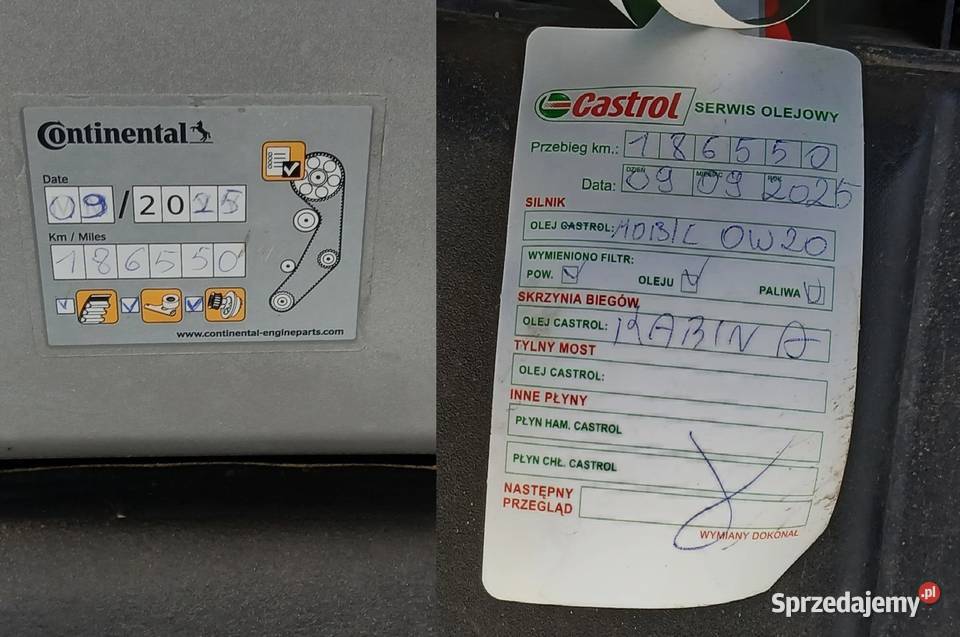 Continental
Date
09/2025
Km / Miles
186550
www.continental-engineparts.com
Castrol SERWIS OLEJOWY
Przebieg km.: 186550
DZIEŃ MIESIĄC ROK
Data: 09 09 2025
SILNIK
OLEJ CASTROL: MOBIL 0W20
WYMIENIONO FILTR:
POW. OLEJU PALIWA
SKRZYNIA BIEGÓW
OLEJ CASTROL: KABINA
TYLNY MOST
OLEJ CASTROL:
INNE PŁYNY
PŁYN HAM. CASTROL
PŁYN CHŁ. CASTROL
NASTĘPNY
PRZEGLĄD
WYMIANY DOKONAŁ
Sprzedajemy.pl